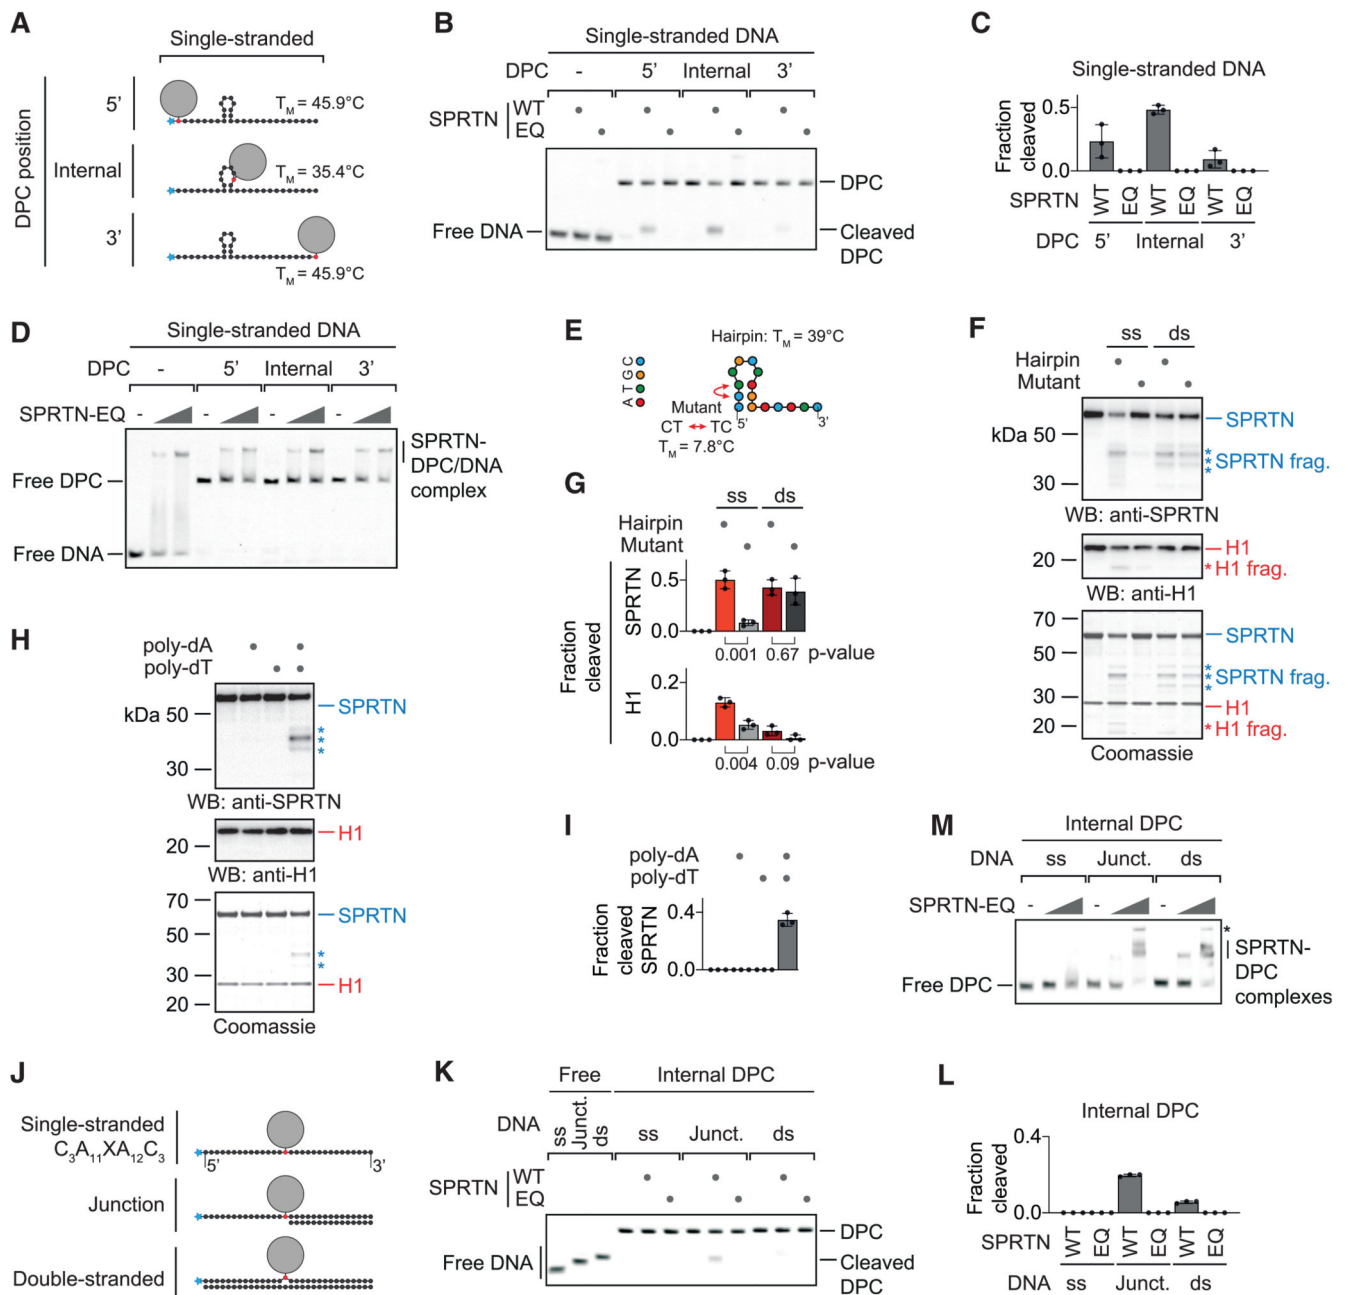 A
Single-stranded
DPC position
5’
TM = 45.9°C
Internal
TM = 35.4°C
3’
TM = 45.9°C
B
Single-stranded DNA
DPC - 5’ Internal 3’
SPRTN WT
EQ
DPC
Free DNA
Cleaved
DPC
C
Single-stranded DNA
Fraction
cleaved
0.5
0.0
SPRTN WT EQ WT EQ WT EQ
DPC 5’ Internal 3’
D
Single-stranded DNA
DPC - 5’ Internal 3’
SPRTN-EQ - - - -
SPRTN-
DPC/DNA
complex
Free DPC
Free DNA
E
Hairpin: TM = 39°C
A T G C
Mutant
CT TC
5’ 3’
TM = 7.8°C
F
ss ds
Hairpin
Mutant
SPRTN
kDa 50
* * * SPRTN frag.
30
WB: anti-SPRTN
H1
20
* H1 frag.
WB: anti-H1
70
SPRTN
50
* * * SPRTN frag.
30
H1
20
* H1 frag.
Coomassie
G
ss ds
Hairpin
Mutant
Fraction
cleaved
SPRTN
0.5
0.0
0.001 0.67 p-value
H1
0.2
0.0
0.004 0.09 p-value
H
poly-dA
poly-dT
SPRTN
kDa 50
* * *
30
WB: anti-SPRTN
H1
20
WB: anti-H1
70
SPRTN
50
* *
30
H1
20
Coomassie
I
poly-dA
poly-dT
Fraction
cleaved
SPRTN
0.4
0.0
M
Internal DPC
DNA ss Junct. ds
SPRTN-EQ - - -
*
SPRTN-
DPC
complexes
Free DPC
J
Single-stranded
C3A11XA12C3
5’ 3’
Junction
Double-stranded
K
Free Internal DPC
DNA ss Junct. ds ss Junct. ds
SPRTN WT
EQ
DPC
Free DNA
Cleaved
DPC
L
Internal DPC
Fraction
cleaved
0.4
0.0
SPRTN WT EQ WT EQ WT EQ
DNA ss Junct. ds